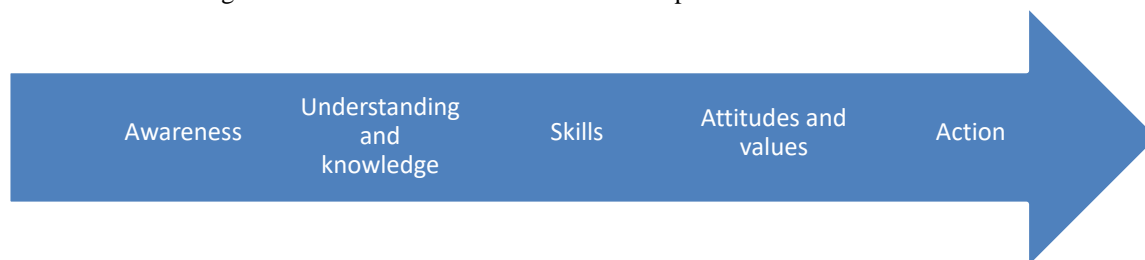 Awareness
Understanding
and
knowledge
Skills
Attitudes and
values
Action